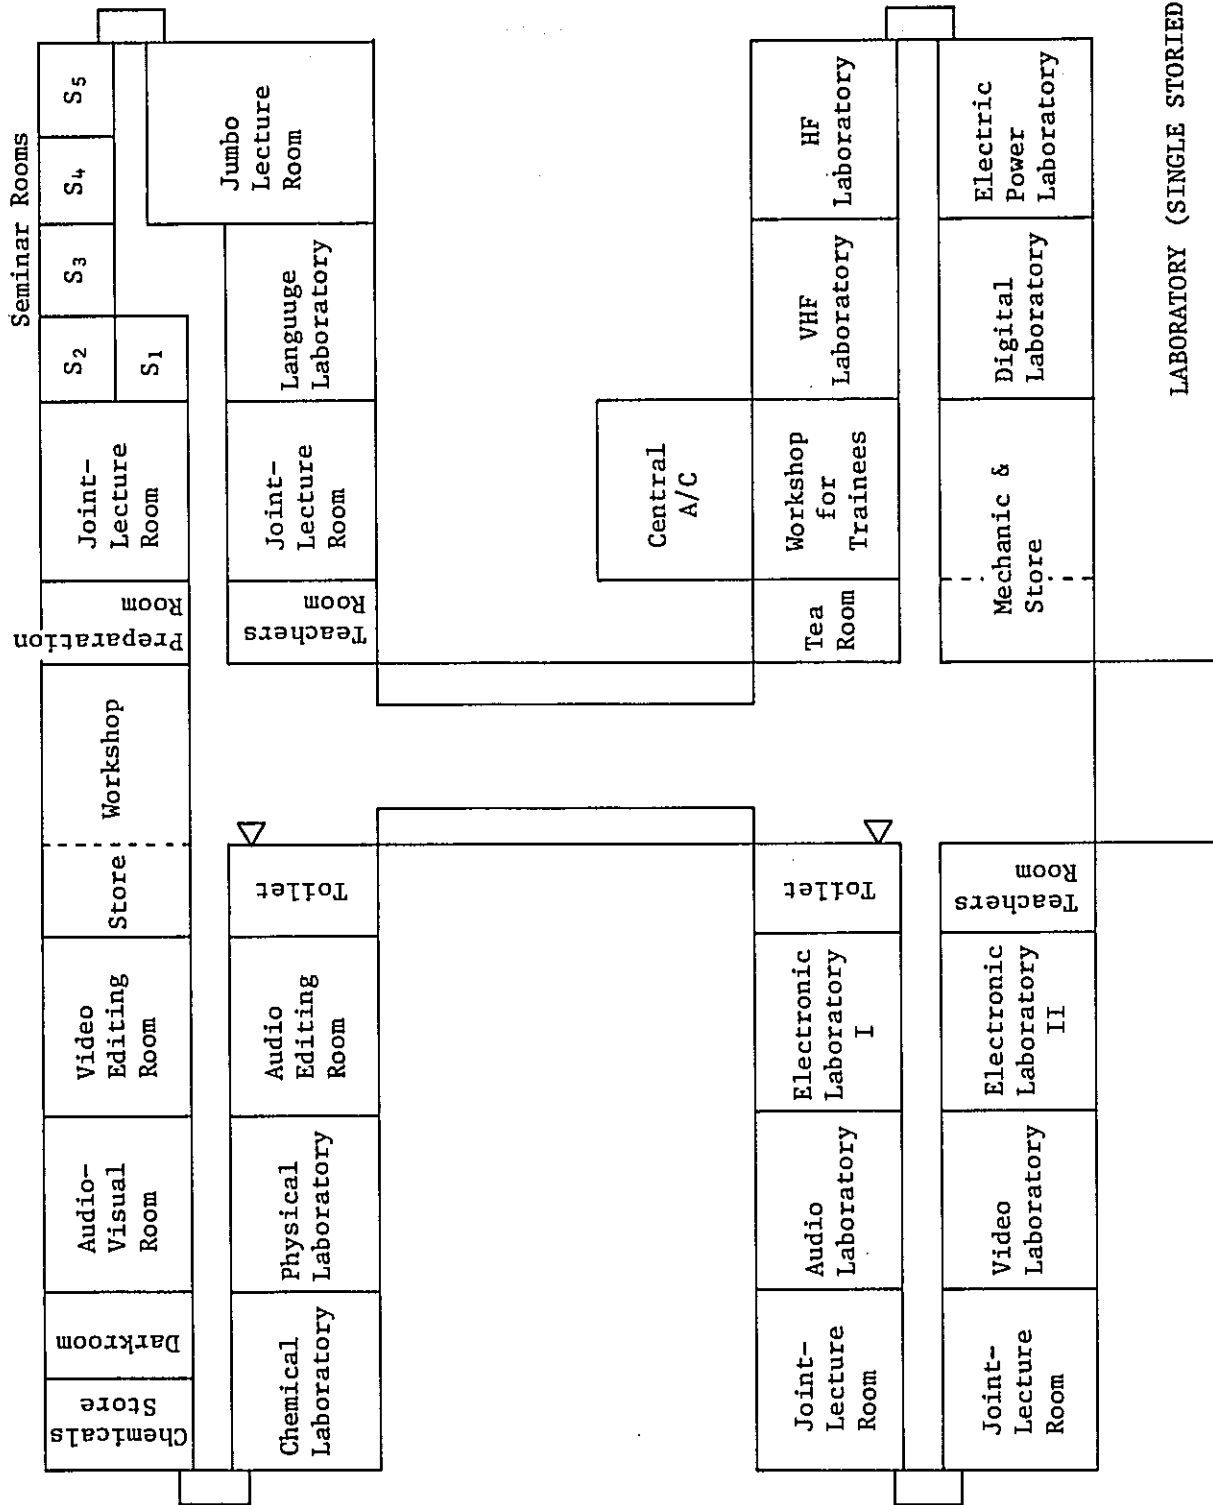 Seminar Rooms
Chemicals
Store
Darkroom
Audio-
Visual
Room
Video
Editing
Room
Store
Workshop
Preparation
Room
Joint-
Lecture
Room
S2
S3
S4
S5
S1
Chemical
Laboratory
Physical
Laboratory
Audio
Editing
Room
Toilet
Teachers
Room
Joint-
Lecture
Room
Languuge
Laboratory
Jumbo
Lecture
Room
Central
A/C
Joint-
Lecture
Room
Audio
Laboratory
Electronic
Laboratory
I
Toilet
Tea
Room
Workshop
for
Trainees
VHF
Laboratory
HF
Laboratory
Joint-
Lecture
Room
Video
Laboratory
Electronic
Laboratory
II
Teachers
Room
Mechanic &
Store
Digital
Laboratory
Electric
Power
Laboratory
LABORATORY (SINGLE STORIED